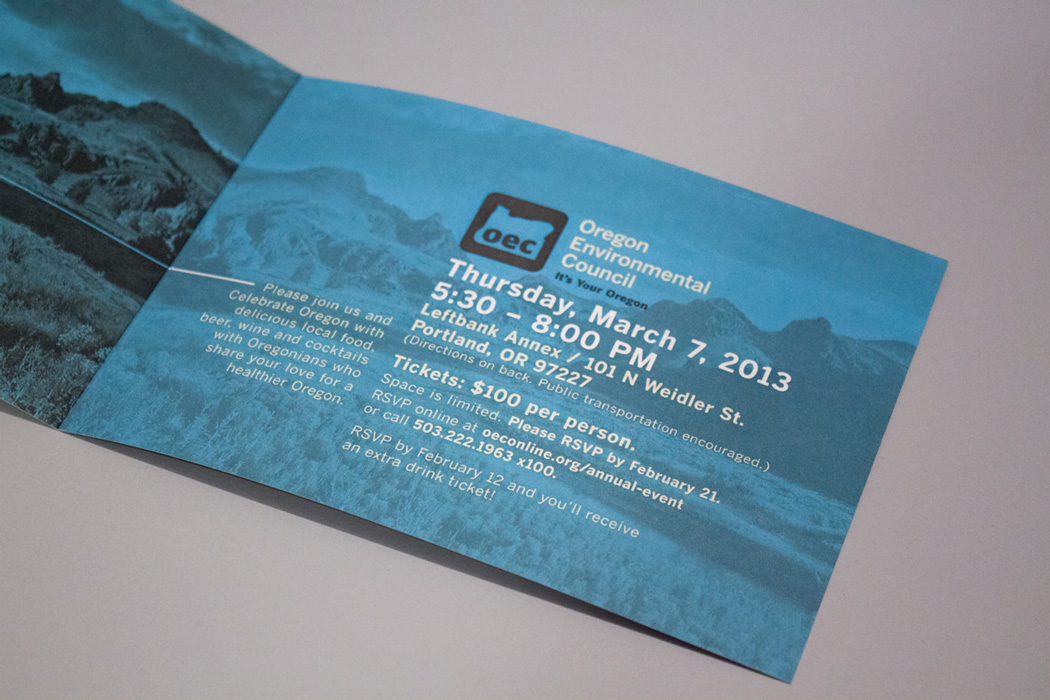 Please join us and
Celebrate Oregon with
delicious local food,
beer, wine and cocktails
with Oregonians who
share your love for a
healthier Oregon.
oec
Oregon
Environmental
Council
It's Your Oregon
Thursday, March 7, 2013
5:30 – 8:00 PM
Leftbank Annex / 101 N Weidler St.
Portland, OR 97227
(Directions on back. Public transportation encouraged.)
Tickets: $100 per person.
Space is limited. Please RSVP by February 21.
RSVP online at oeconline.org/annual-event
or call 503.222.1963 x100.
RSVP by February 12 and you'll receive
an extra drink ticket!